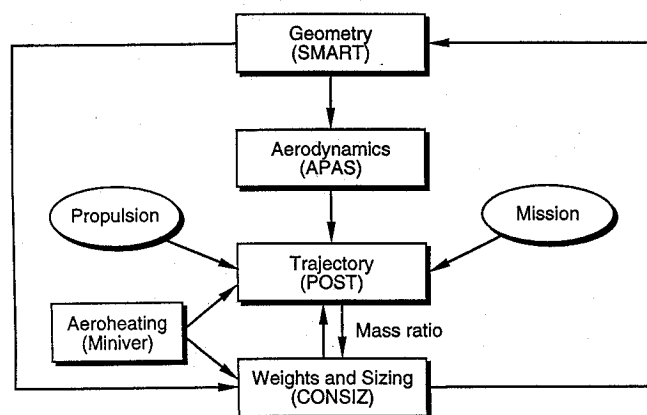 Geometry
(SMART)
Aerodynamics
(APAS)
Propulsion
Mission
Trajectory
(POST)
Aeroheating
(Miniver)
Mass ratio
Weights and Sizing
(CONSIZ)